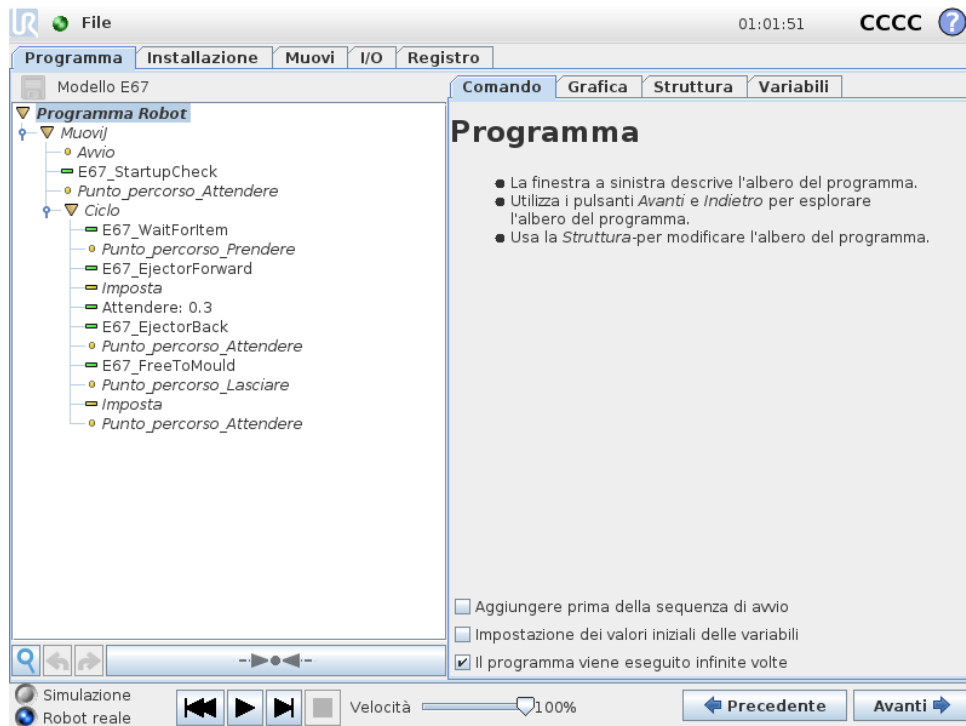 UR File 01:01:51 CCCC ?
Programma Installazione Muovi I/O Registro
Modello E67
Comando Grafica Struttura Variabili
Programma Robot
MuoviJ
Avvio
E67_StartupCheck
Punto_percorso_Attendere
Ciclo
E67_WaitForItem
Punto_percorso_Prendere
E67_EjectorForward
Imposta
Attendere: 0.3
E67_EjectorBack
Punto_percorso_Attendere
E67_FreeToMould
Punto_percorso_Lasciare
Imposta
Punto_percorso_Attendere
Programma
La finestra a sinistra descrive l'albero del programma.
Utilizza i pulsanti Avanti e Indietro per esplorare
l'albero del programma.
Usa la Struttura-per modificare l'albero del programma.
Aggiungere prima della sequenza di avvio
Impostazione dei valori iniziali delle variabili
Il programma viene eseguito infinite volte
Simulazione
Robot reale
Velocità 100%
Precedente Avanti